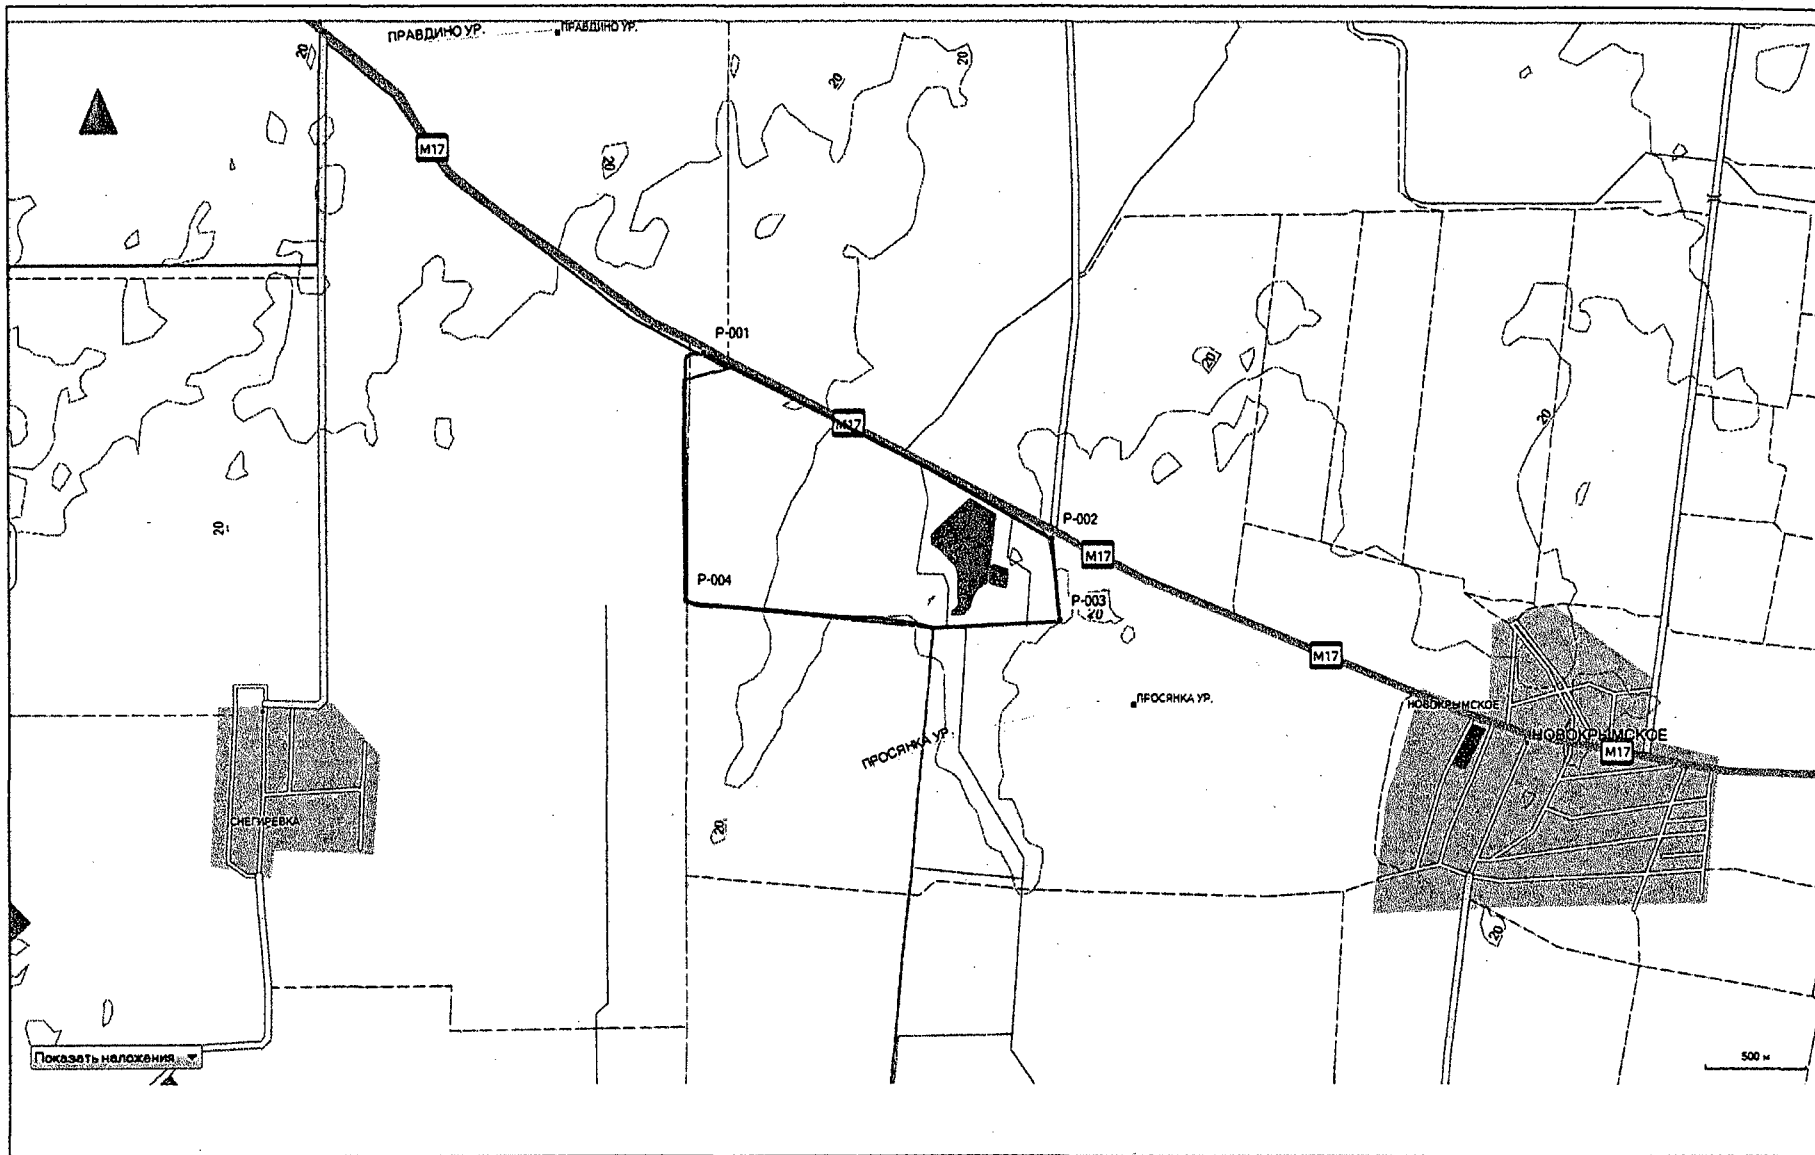 ПРАВДИНО УР.
ПРАВДИНО УР.
20
20
20
20
M17
P-001
20
M17
20
20
P-002
M17
P-004
P-003
20
M17
ПРОСЯНКА УР.
НОВОКРЫМСКОЕ
ПРОСЯНКА УР.
НОВОКРЫМСКОЕ
M17
СНЕГИРЕВКА
20
20
Показать наложения
500 м